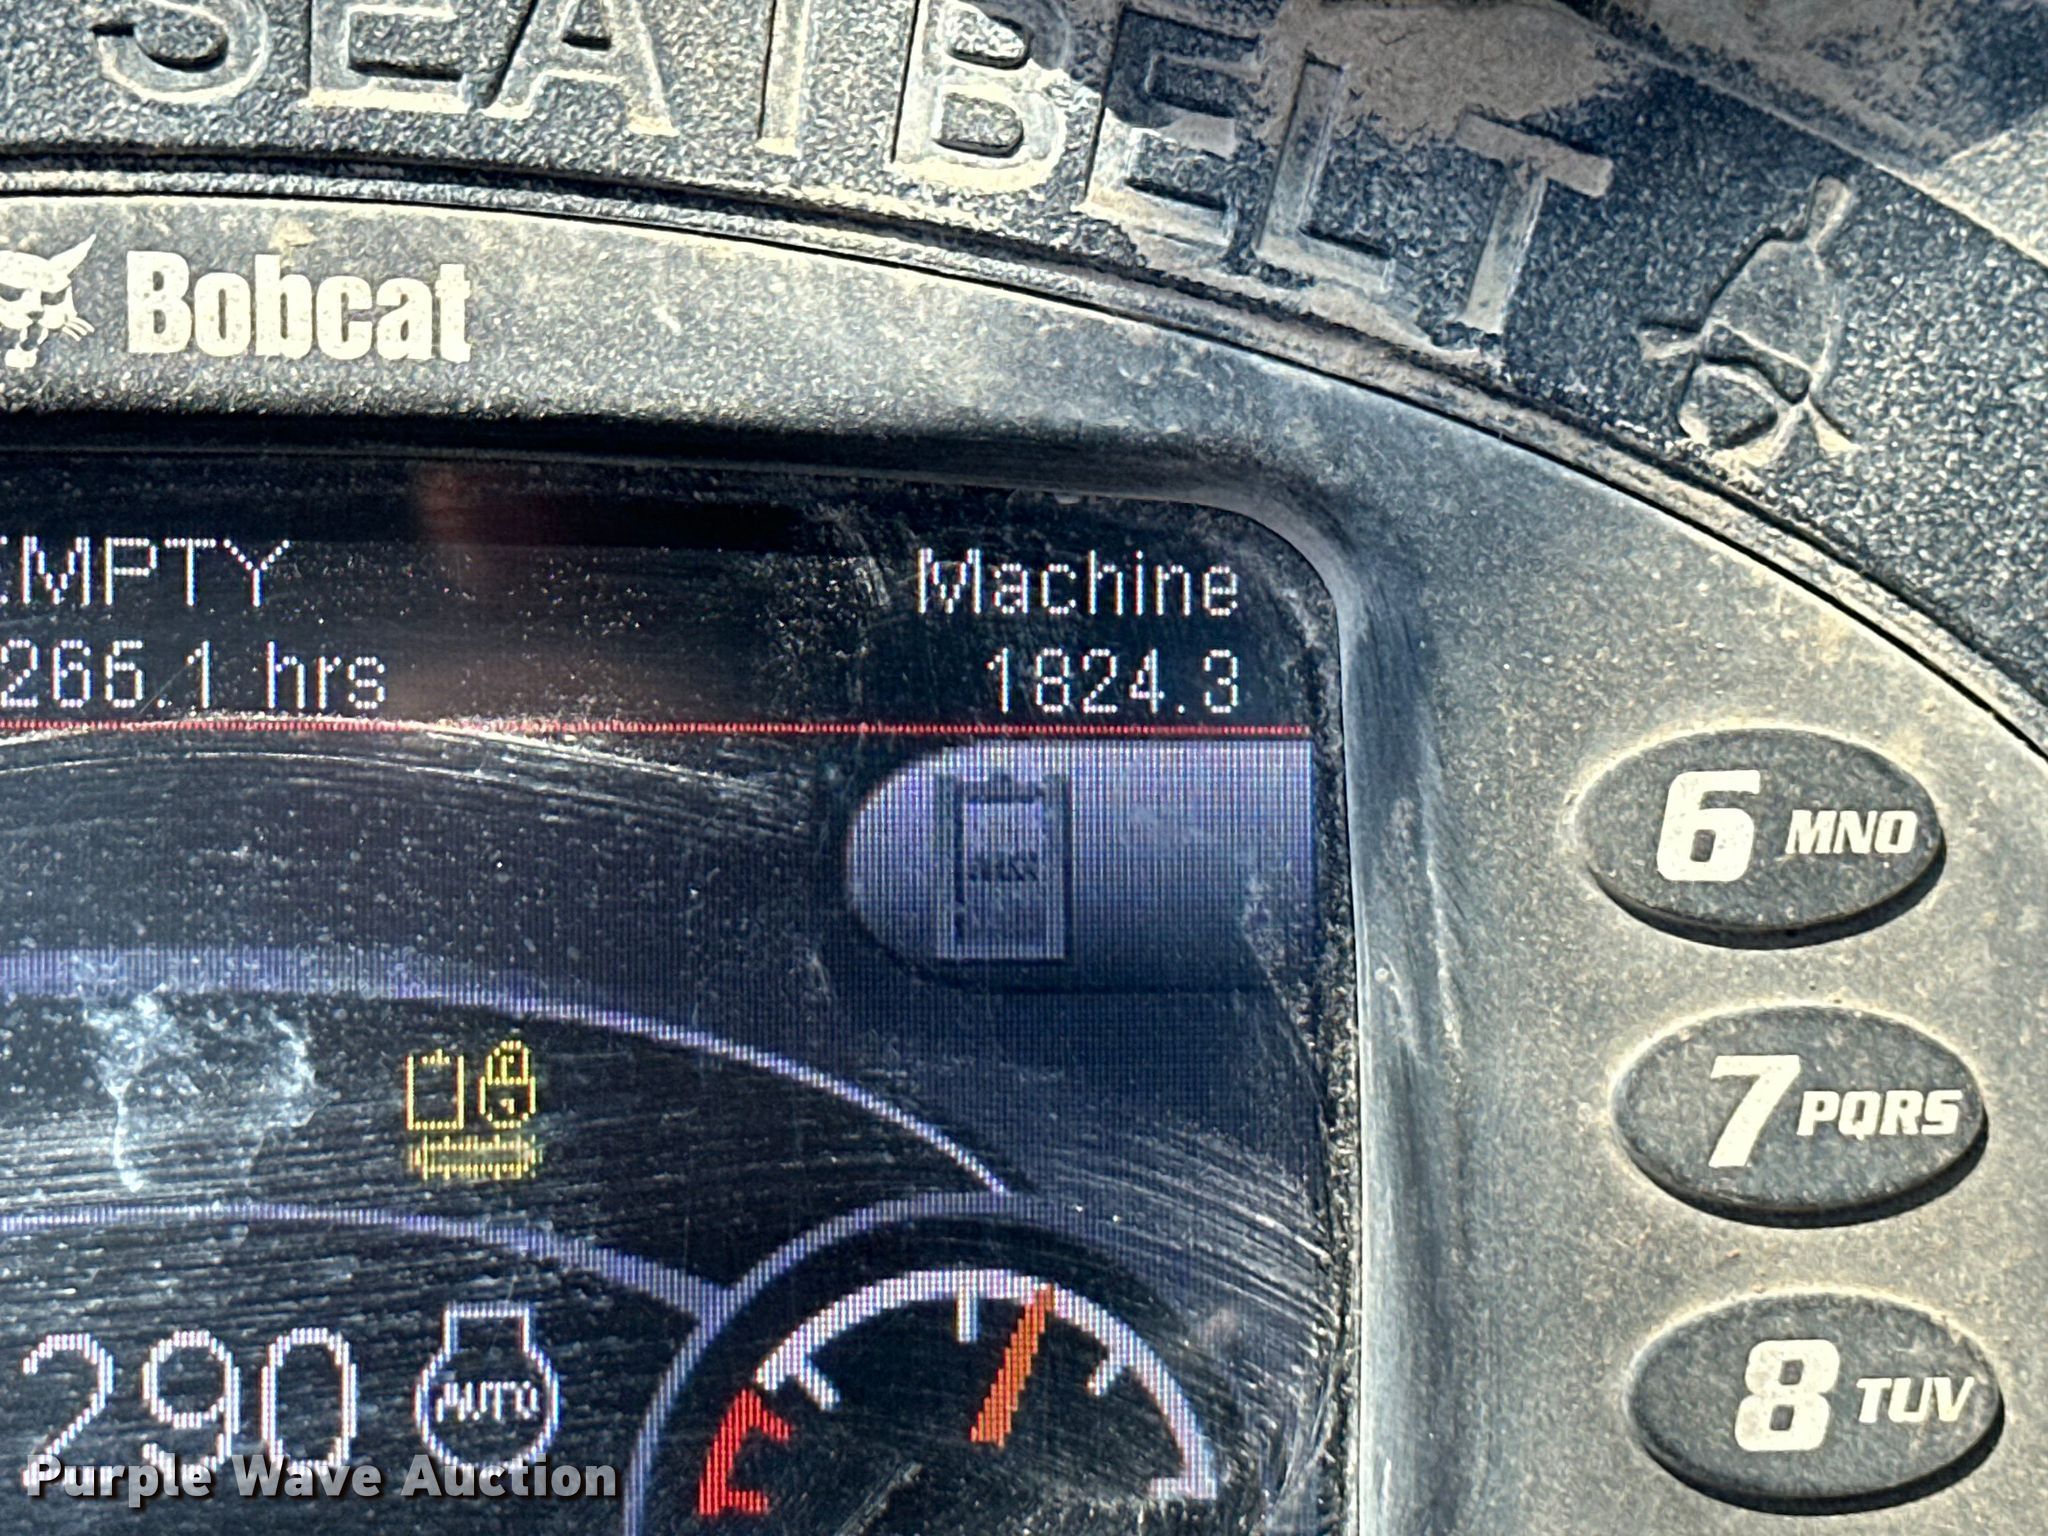 SEATBELT
Bobcat
EMPTY
Machine
266.1 hrs
1824.3
6 MNO
7 PQRS
8 TUV
290
AUTO
Purple Wave Auction